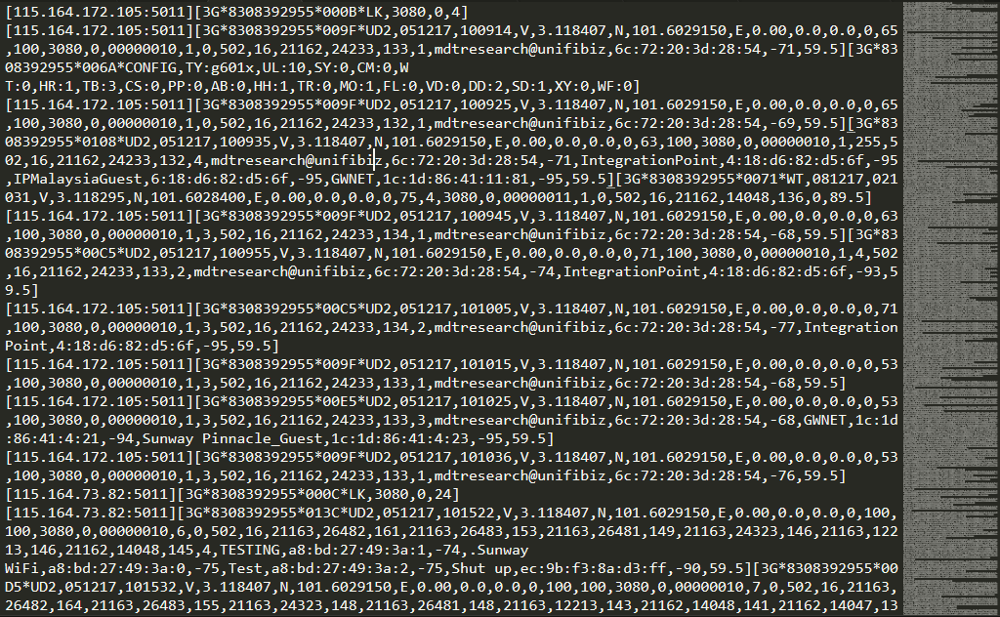 [115.164.172.105:5011][3G*8308392955*000B*LK,3080,0,4]
[115.164.172.105:5011][3G*8308392955*009F*UD2,051217,100914,V,3.118407,N,101.6029150,E,0.00,0.0,0.0,0,65
,100,3080,0,00000010,1,0,502,16,21162,24233,133,1,mdtresearch@unifibiz,6c:72:20:3d:28:54,-71,59.5][3G*83
08392955*006A*CONFIG,TY:g601x,UL:10,SY:0,CM:0,W
T:0,HR:1,TB:3,CS:0,PP:0,AB:0,HH:1,TR:0,MO:1,FL:0,VD:0,DD:2,SD:1,XY:0,WF:0]
[115.164.172.105:5011][3G*8308392955*009F*UD2,051217,100925,V,3.118407,N,101.6029150,E,0.00,0.0,0.0,0,65
,100,3080,0,00000010,1,0,502,16,21162,24233,132,1,mdtresearch@unifibiz,6c:72:20:3d:28:54,-69,59.5][3G*83
08392955*0108*UD2,051217,100935,V,3.118407,N,101.6029150,E,0.00,0.0,0.0,0,63,100,3080,0,00000010,1,255,5
02,16,21162,24233,132,4,mdtresearch@unifibiz,6c:72:20:3d:28:54,-71,IntegrationPoint,4:18:d6:82:d5:6f,-95
,IPMalaysiaGuest,6:18:d6:82:d5:6f,-95,GWNET,1c:1d:86:41:11:81,-95,59.5][3G*8308392955*0071*WT,081217,021
031,V,3.118295,N,101.6028400,E,0.00,0.0,0.0,0,75,4,3080,0,00000011,1,0,502,16,21162,14048,136,0,89.5]
[115.164.172.105:5011][3G*8308392955*009F*UD2,051217,100945,V,3.118407,N,101.6029150,E,0.00,0.0,0.0,0,63
,100,3080,0,00000010,1,3,502,16,21162,24233,134,1,mdtresearch@unifibiz,6c:72:20:3d:28:54,-68,59.5][3G*83
08392955*00C5*UD2,051217,100955,V,3.118407,N,101.6029150,E,0.00,0.0,0.0,0,71,100,3080,0,00000010,1,4,502
,16,21162,24233,133,2,mdtresearch@unifibiz,6c:72:20:3d:28:54,-74,IntegrationPoint,4:18:d6:82:d5:6f,-93,5
9.5]
[115.164.172.105:5011][3G*8308392955*00C5*UD2,051217,101005,V,3.118407,N,101.6029150,E,0.00,0.0,0.0,0,71
,100,3080,0,00000010,1,3,502,16,21162,24233,134,2,mdtresearch@unifibiz,6c:72:20:3d:28:54,-77,Integration
Point,4:18:d6:82:d5:6f,-95,59.5]
[115.164.172.105:5011][3G*8308392955*009F*UD2,051217,101015,V,3.118407,N,101.6029150,E,0.00,0.0,0.0,0,53
,100,3080,0,00000010,1,3,502,16,21162,24233,133,1,mdtresearch@unifibiz,6c:72:20:3d:28:54,-68,59.5]
[115.164.172.105:5011][3G*8308392955*00E5*UD2,051217,101025,V,3.118407,N,101.6029150,E,0.00,0.0,0.0,0,53
,100,3080,0,00000010,1,3,502,16,21162,24233,133,3,mdtresearch@unifibiz,6c:72:20:3d:28:54,-68,GWNET,1c:1d
:86:41:4:21,-94,Sunway Pinnacle_Guest,1c:1d:86:41:4:23,-95,59.5]
[115.164.172.105:5011][3G*8308392955*009F*UD2,051217,101036,V,3.118407,N,101.6029150,E,0.00,0.0,0.0,0,53
,100,3080,0,00000010,1,3,502,16,21162,24233,133,1,mdtresearch@unifibiz,6c:72:20:3d:28:54,-76,59.5]
[115.164.73.82:5011][3G*8308392955*000C*LK,3080,0,24]
[115.164.73.82:5011][3G*8308392955*013C*UD2,051217,101522,V,3.118407,N,101.6029150,E,0.00,0.0,0.0,0,100,
100,3080,0,00000010,6,0,502,16,21163,26482,161,21163,26483,153,21163,26481,149,21163,24323,146,21163,122
13,146,21162,14048,145,4,TESTING,a8:bd:27:49:3a:1,-74,.Sunway
WiFi,a8:bd:27:49:3a:0,-75,Test,a8:bd:27:49:3a:2,-75,Shut up,ec:9b:f3:8a:d3:ff,-90,59.5][3G*8308392955*00
D5*UD2,051217,101532,V,3.118407,N,101.6029150,E,0.00,0.0,0.0,0,100,100,3080,0,00000010,7,0,502,16,21163,
26482,164,21163,26483,155,21163,24323,148,21163,26481,148,21163,12213,143,21162,14048,141,21162,14047,13